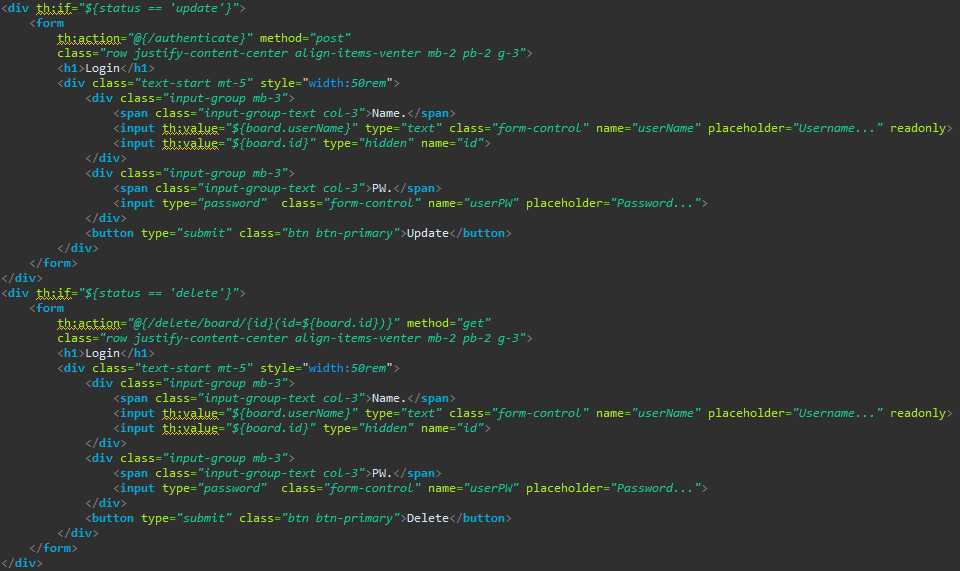 <div th:if="${status == 'update'}">
<form
th:action="@{/authenticate}" method="post"
class="row justify-content-center align-items-venter mb-2 pb-2 g-3">
<h1>Login</h1>
<div class="text-start mt-5" style="width:50rem">
<div class="input-group mb-3">
<span class="input-group-text col-3">Name.</span>
<input th:value="${board.userName}" type="text" class="form-control" name="userName" placeholder="Username..." readonly>
<input th:value="${board.id}" type="hidden" name="id">
</div>
<div class="input-group mb-3">
<span class="input-group-text col-3">PW.</span>
<input type="password"  class="form-control" name="userPW" placeholder="Password...">
</div>
<button type="submit" class="btn btn-primary">Update</button>
</div>
</form>
</div>
<div th:if="${status == 'delete'}">
<form
th:action="@{/delete/board/{id}(id=${board.id})}" method="get"
class="row justify-content-center align-items-venter mb-2 pb-2 g-3">
<h1>Login</h1>
<div class="text-start mt-5" style="width:50rem">
<div class="input-group mb-3">
<span class="input-group-text col-3">Name.</span>
<input th:value="${board.userName}" type="text" class="form-control" name="userName" placeholder="Username..." readonly>
<input th:value="${board.id}" type="hidden" name="id">
</div>
<div class="input-group mb-3">
<span class="input-group-text col-3">PW.</span>
<input type="password"  class="form-control" name="userPW" placeholder="Password...">
</div>
<button type="submit" class="btn btn-primary">Delete</button>
</div>
</form>
</div>